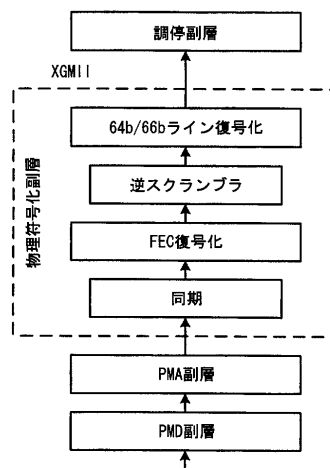 調停副層
XGMII
64b/66bライン復号化
逆スクランブラ
FEC復号化
同期
物理符号化副層
PMA副層
PMD副層